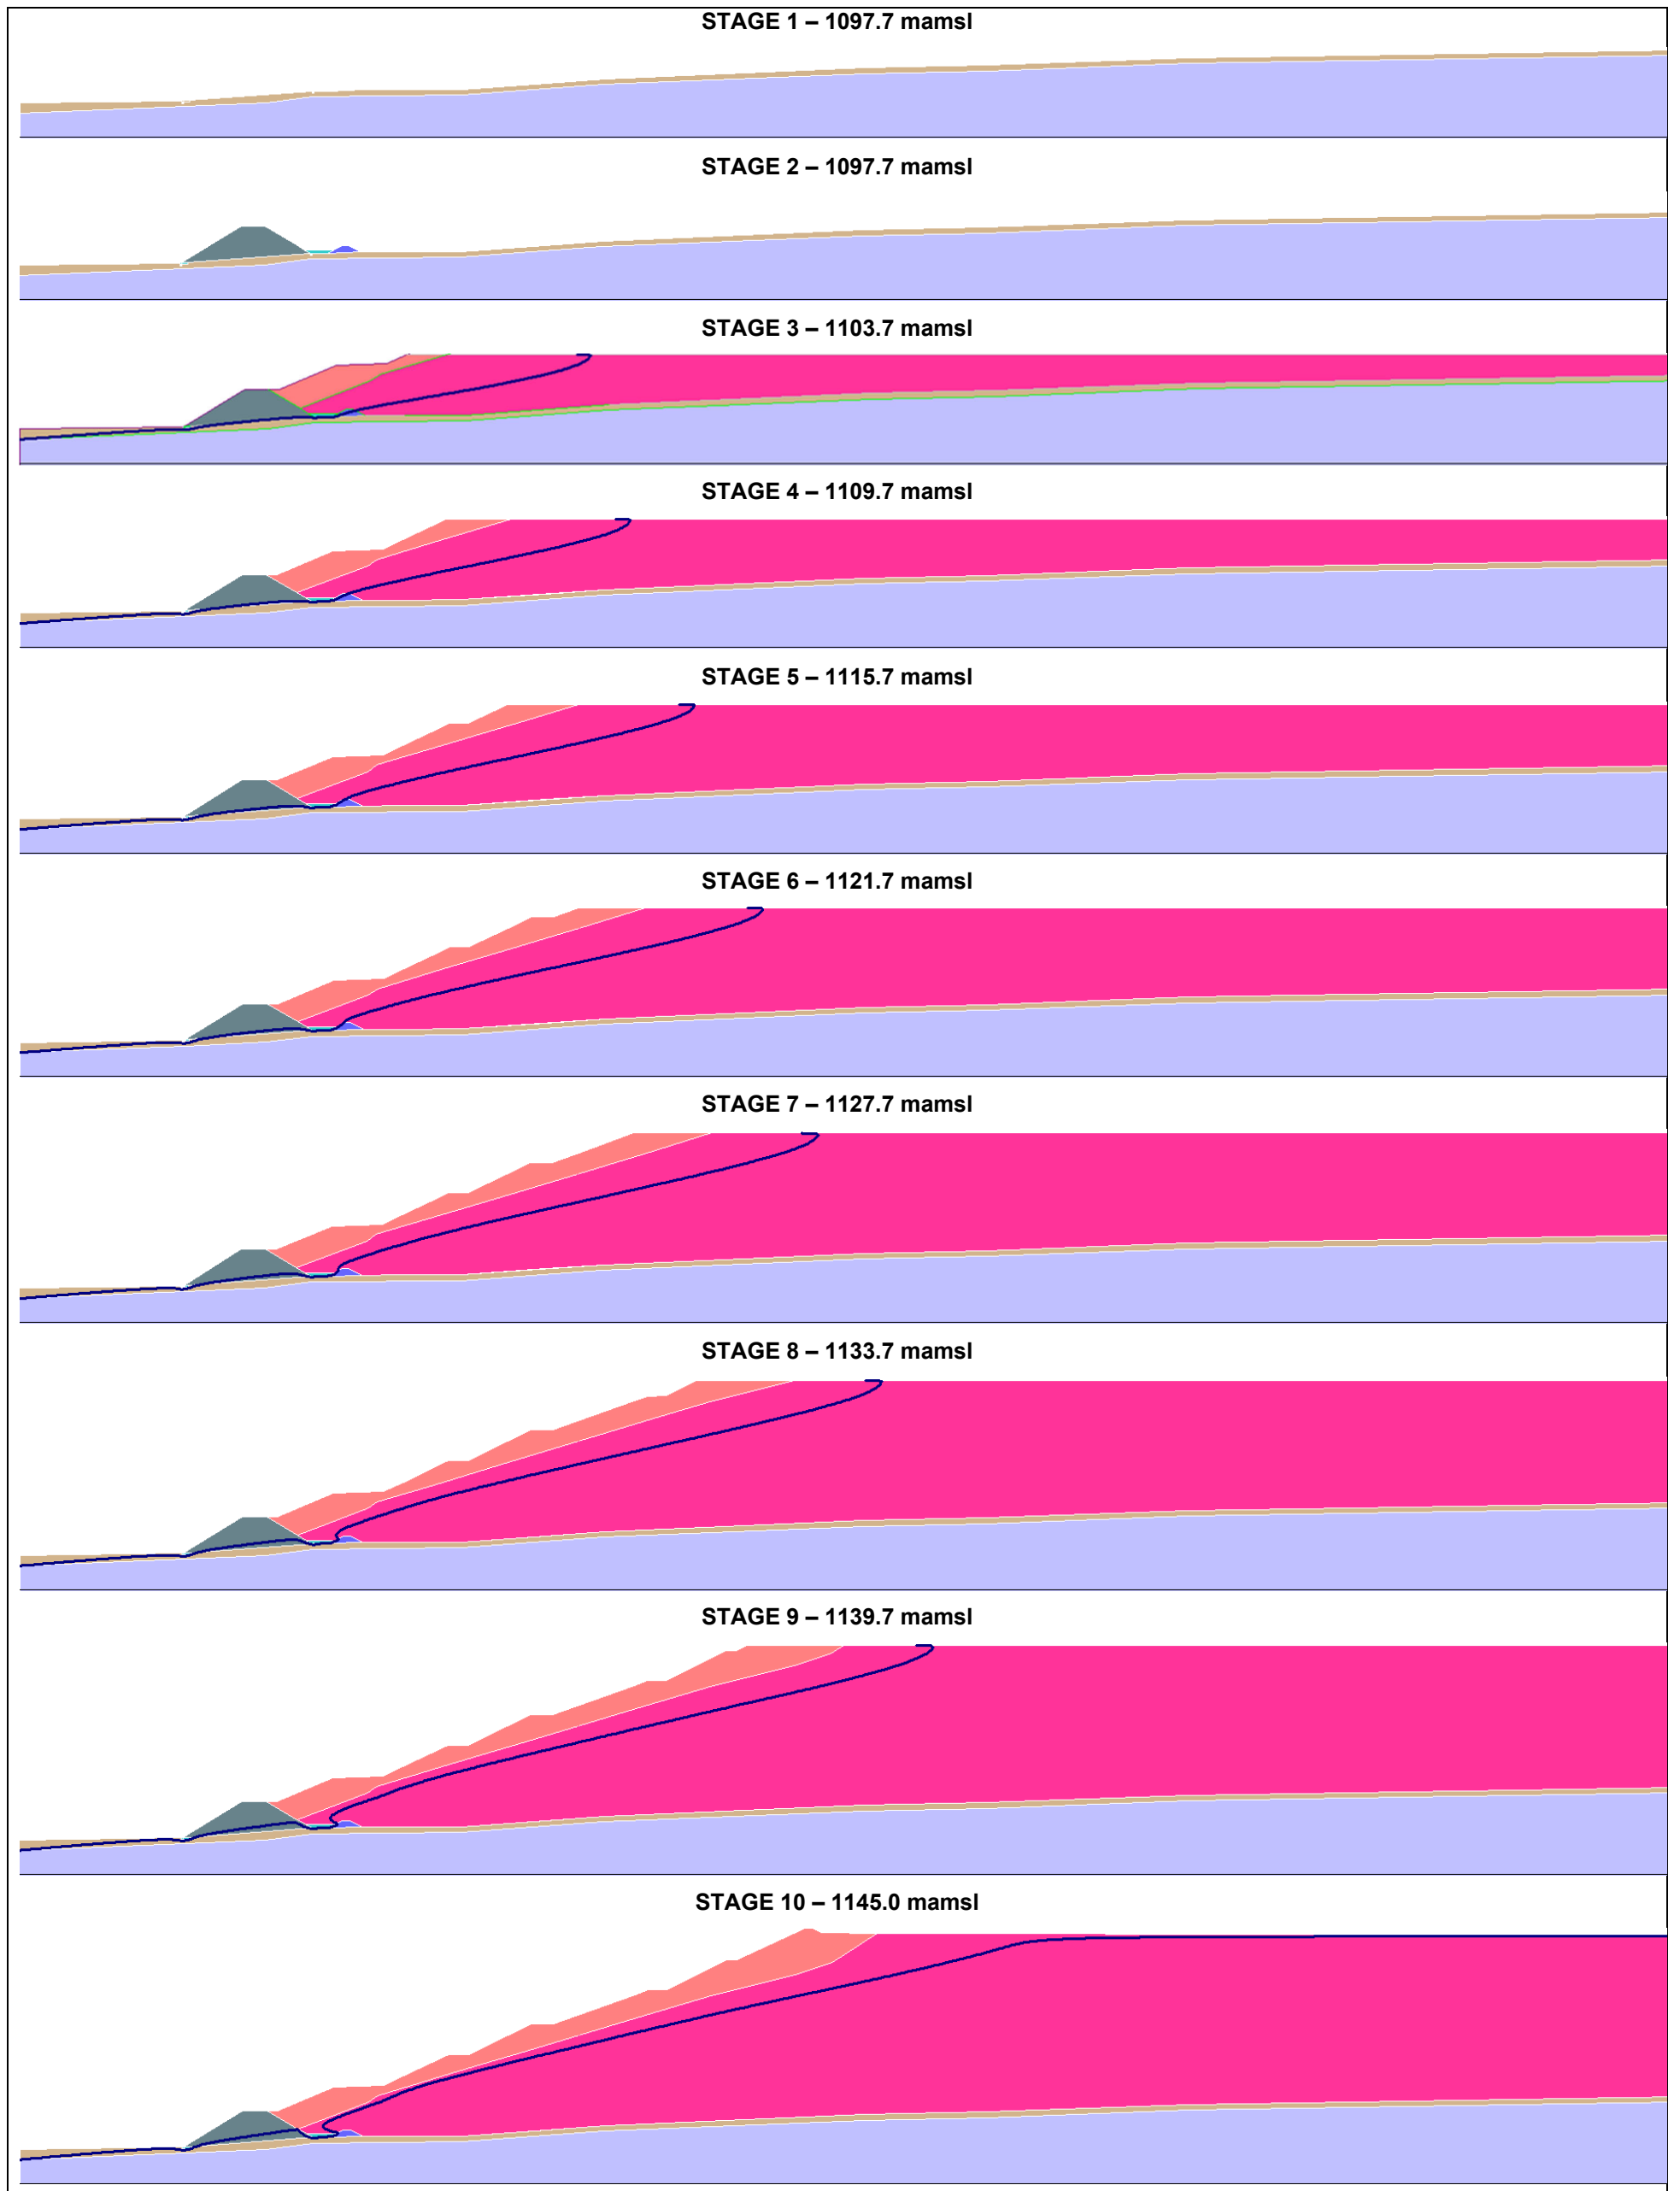 STAGE 1 – 1097.7 mamsl
STAGE 2 – 1097.7 mamsl
STAGE 3 – 1103.7 mamsl
STAGE 4 – 1109.7 mamsl
STAGE 5 – 1115.7 mamsl
STAGE 6 – 1121.7 mamsl
STAGE 7 – 1127.7 mamsl
STAGE 8 – 1133.7 mamsl
STAGE 9 – 1139.7 mamsl
STAGE 10 – 1145.0 mamsl